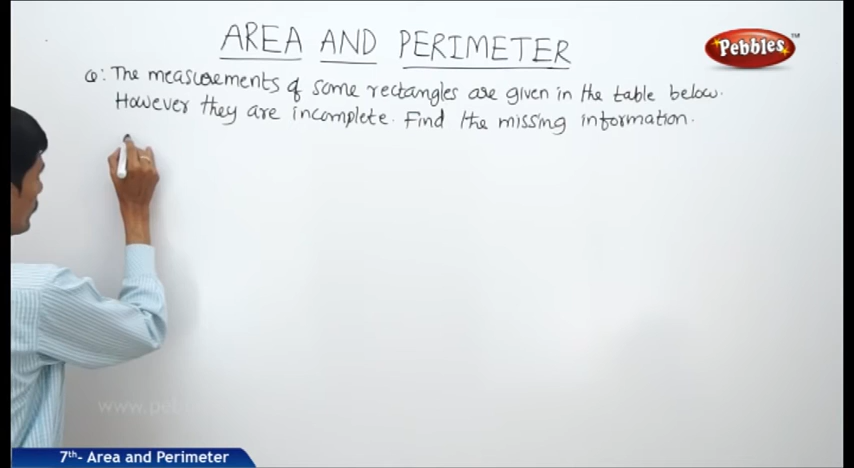 AREA AND PERIMETER
Pebbles TM
Q: The measurements of some rectangles are given in the table below.
However they are incomplete. Find the missing information.
7th- Area and Perimeter